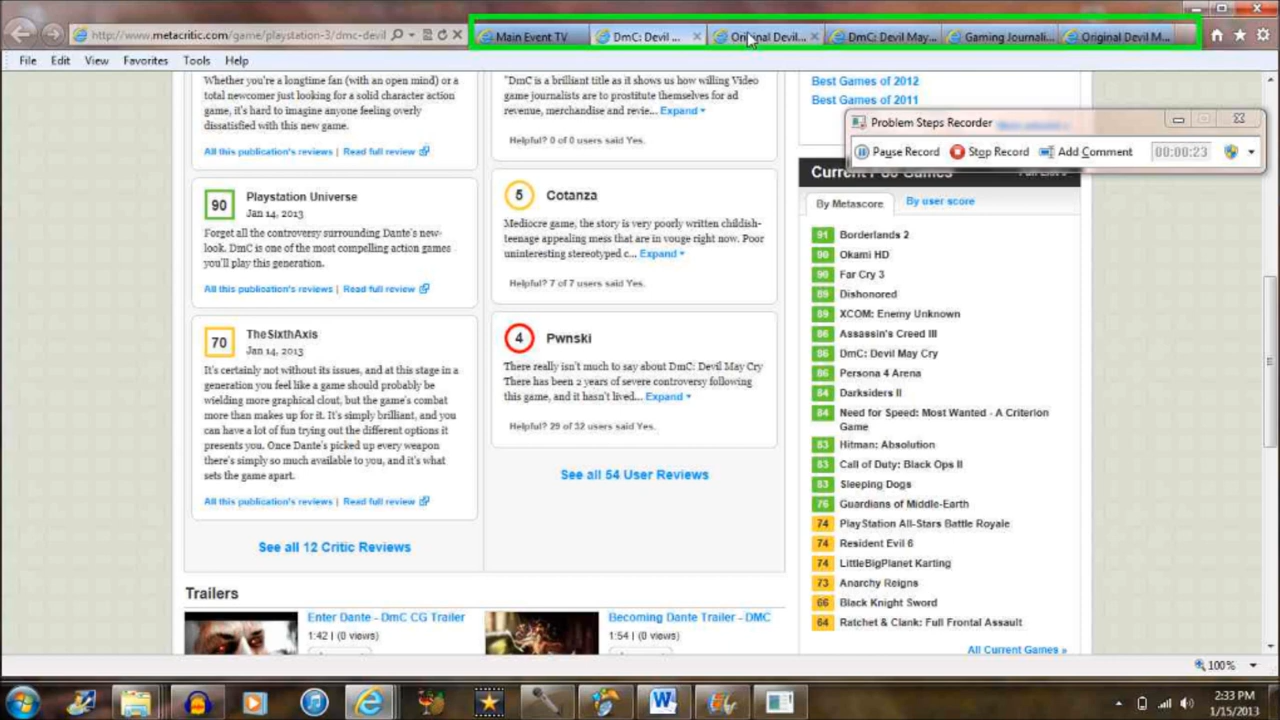 http://www.metacritic.com/game/playstation-3/dmc-devil
Main Event TV
DmC: Devil ...
Original Devil...
DmC: Devil May...
Gaming Journali...
Original Devil M...
File Edit View Favorites Tools Help
Whether you're a longtime fan (with an open mind) or a
total newcomer just looking for a solid character action
game, it's hard to imagine anyone feeling overly
dissatisfied with this new game.
All this publication's reviews | Read full review
90
Playstation Universe
Jan 14, 2013
Forget all the controversy surrounding Dante's new-
look. DmC is one of the most compelling action games
you'll play this generation.
All this publication's reviews | Read full review
70
TheSixthAxis
Jan 14, 2013
It's certainly not without its issues, and at this stage in a
generation you feel like a game should probably be
wielding more graphical clout, but the game's combat
more than makes up for it. It's simply brilliant, and you
can have a lot of fun trying out the different options it
presents you. Once Dante's picked up every weapon
there's simply so much available to you, and it's what
sets the game apart.
All this publication's reviews | Read full review
See all 12 Critic Reviews
"DmC is a brilliant title as it shows us how willing Video
game journalists are to prostitute themselves for ad
revenue, merchandise and revie... Expand
Helpful? 0 of 0 users said Yes.
5
Cotanza
Mediocre game, the story is very poorly written childish-
teenage appealing mess that are in vouge right now. Poor
uninteresting stereotyped c... Expand
Helpful? 7 of 7 users said Yes.
4
Pwnski
There really isn't much to say about DmC: Devil May Cry
There has been 2 years of severe controversy following
this game, and it hasn't lived... Expand
Helpful? 29 of 32 users said Yes.
See all 54 User Reviews
Trailers
Enter Dante - DmC CG Trailer
1:42 | (0 views)
Becoming Dante Trailer - DMC
1:54 | (0 views)
Best Games of 2012
Best Games of 2011
Problem Steps Recorder
Pause Record Stop Record Add Comment 00:00:23
By Metascore By user score
91 Borderlands 2
90 Okami HD
90 Far Cry 3
89 Dishonored
89 XCOM: Enemy Unknown
86 Assassin's Creed III
86 DmC: Devil May Cry
86 Persona 4 Arena
84 Darksiders II
84 Need for Speed: Most Wanted - A Criterion
Game
83 Hitman: Absolution
83 Call of Duty: Black Ops II
83 Sleeping Dogs
76 Guardians of Middle-Earth
74 PlayStation All-Stars Battle Royale
74 Resident Evil 6
74 LittleBigPlanet Karting
73 Anarchy Reigns
66 Black Knight Sword
64 Ratchet & Clank: Full Frontal Assault
All Current Games »
100%
2:33 PM
1/15/2013